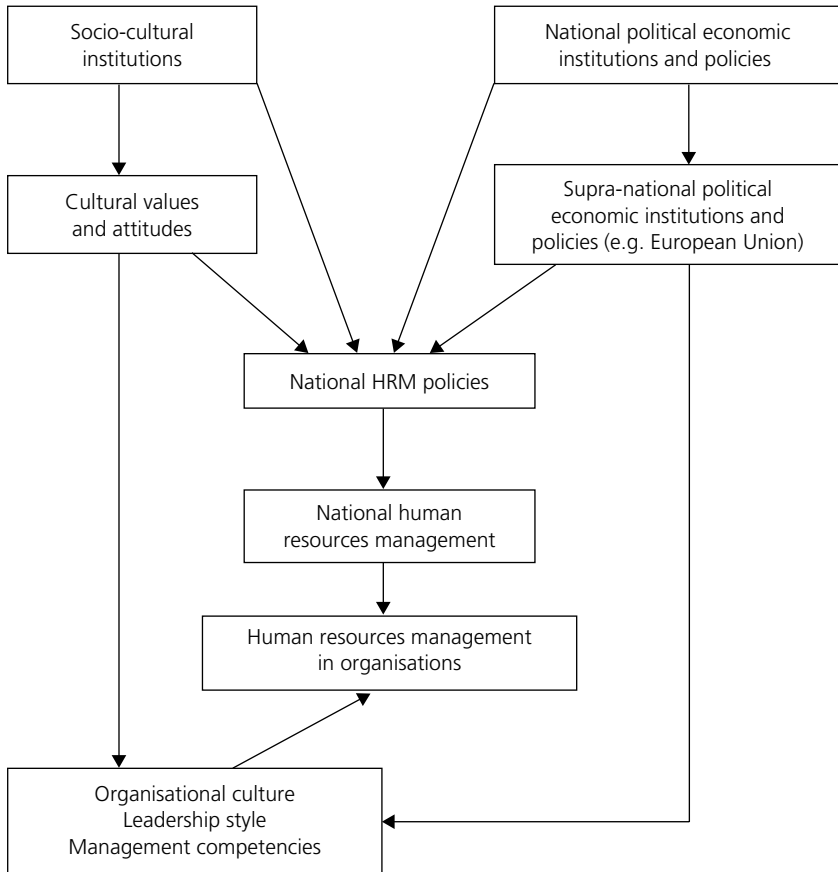 Socio-cultural
institutions
National political economic
institutions and policies
Cultural values
and attitudes
Supra-national political
economic institutions and
policies (e.g. European Union)
National HRM policies
National human
resources management
Human resources management
in organisations
Organisational culture
Leadership style
Management competencies